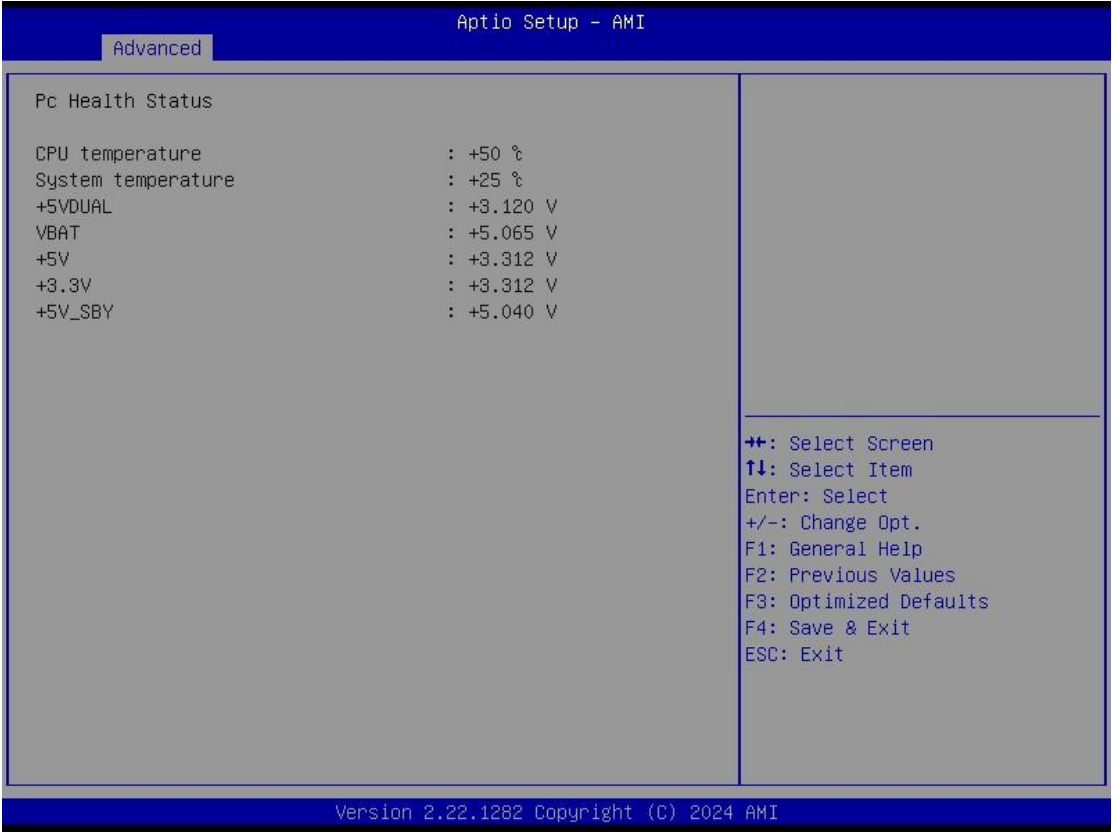 Aptio Setup – AMI
Advanced
Pc Health Status
CPU temperature : +50 ℃
System temperature : +25 ℃
+5VDUAL : +3.120 V
VBAT : +5.065 V
+5V : +3.312 V
+3.3V : +3.312 V
+5V_SBY : +5.040 V
→←: Select Screen
↑↓: Select Item
Enter: Select
+/-: Change Opt.
F1: General Help
F2: Previous Values
F3: Optimized Defaults
F4: Save & Exit
ESC: Exit
Version 2.22.1282 Copyright (C) 2024 AMI